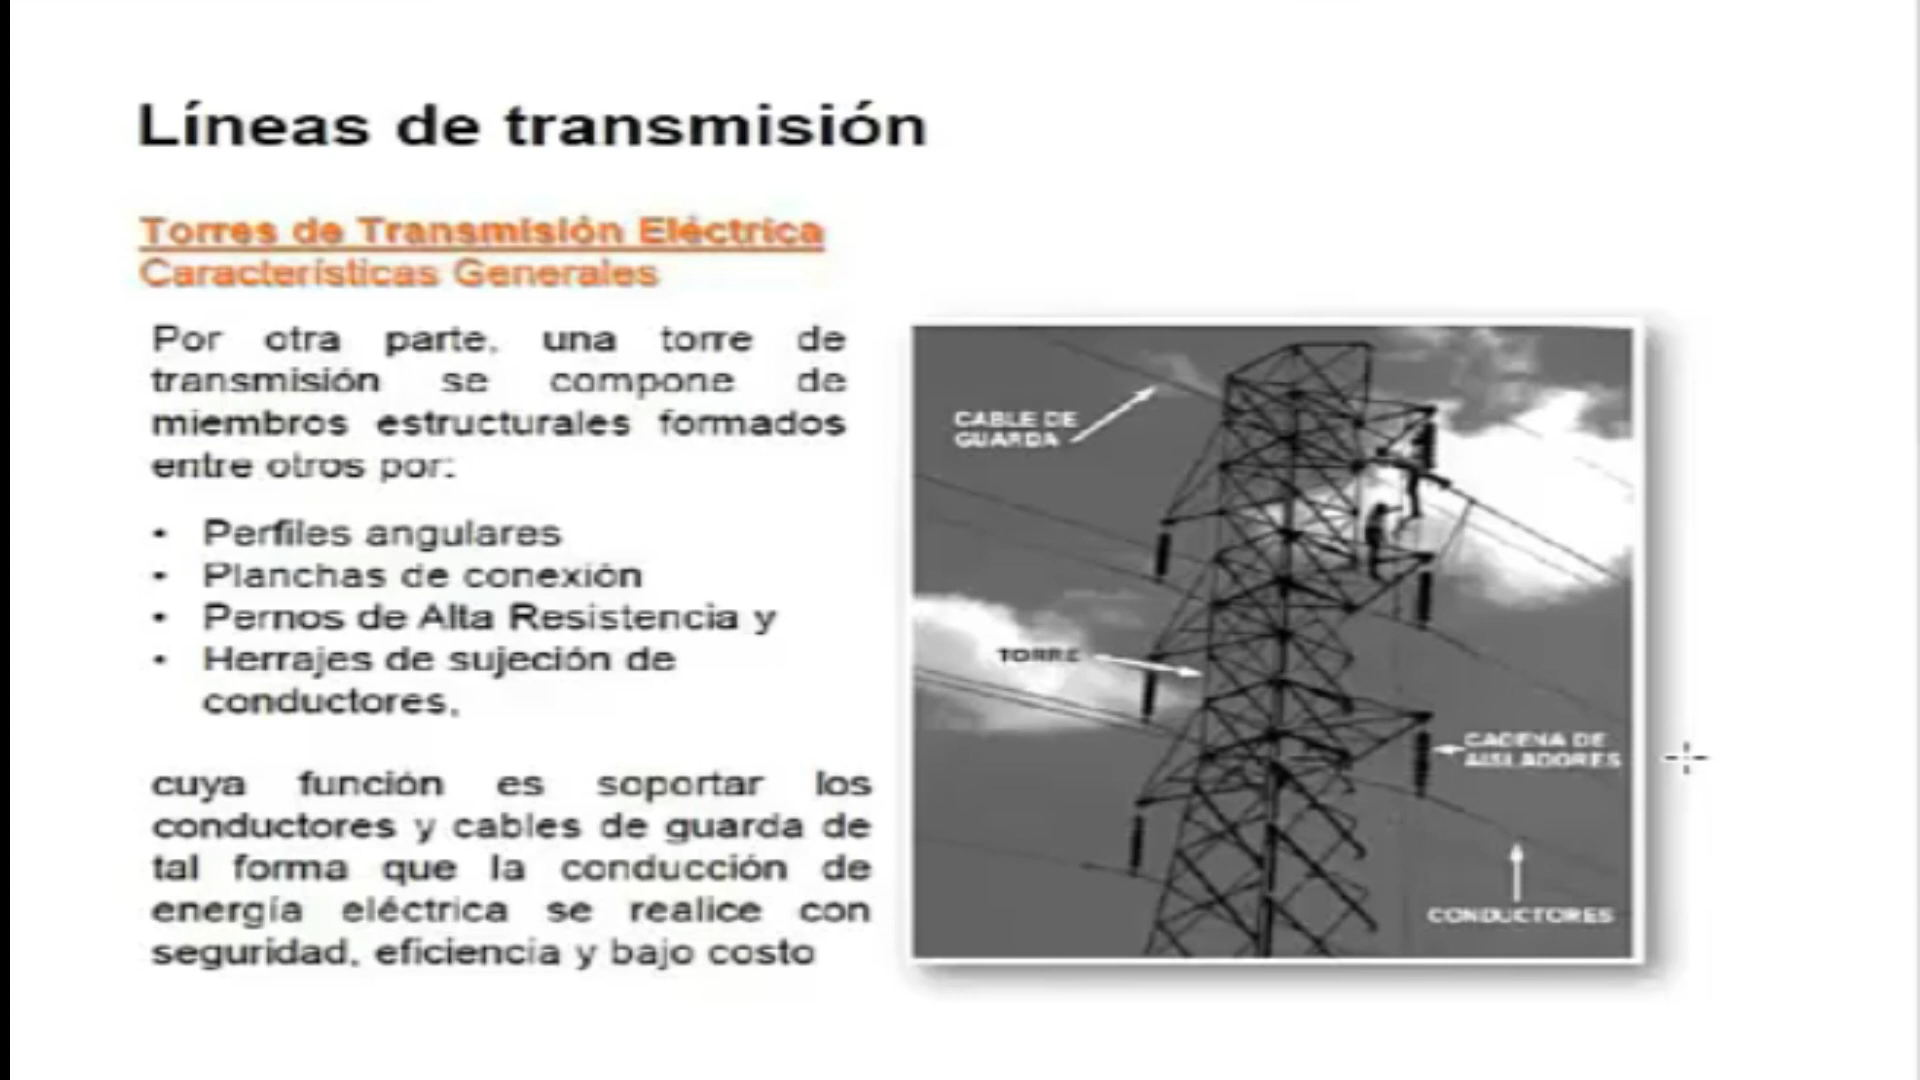 Líneas de transmisión
Torres de Transmisión Eléctrica
Características Generales
Por otra parte, una torre de
transmisión se compone de
miembros estructurales formados
entre otros por:
• Perfiles angulares
• Planchas de conexión
• Pernos de Alta Resistencia y
• Herrajes de sujeción de
conductores,
cuya función es soportar los
conductores y cables de guarda de
tal forma que la conducción de
energía eléctrica se realice con
seguridad, eficiencia y bajo costo
CABLE DE
GUARDA
TORRE
CADENA DE
AISLADORES
CONDUCTORES